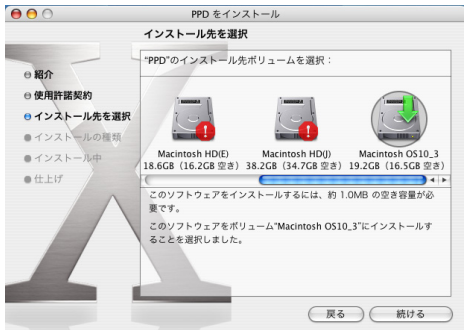 PPD をインストール
インストール先を選択
"PPD"のインストール先ボリュームを選択：
紹介
使用許諾契約
インストール先を選択
インストールの種類
インストール中
仕上げ
Macintosh HD(E)
18.6GB（16.2GB 空き）
Macintosh HD(J)
38.2GB（34.7GB 空き）
Macintosh OS10_3
19.2GB（16.5GB 空き）
このソフトウェアをインストールするには、約 1.0MB の空き容量が必
要です。
このソフトウェアをボリューム"Macintosh OS10_3"にインストールす
ることを選択しました。
戻る
続ける